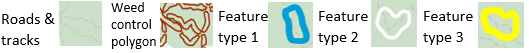 Roads &
tracks
Weed
control
polygon
Feature
type 1
Feature
type 2
Feature
type 3